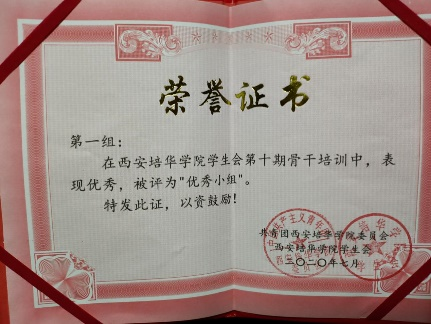 荣誉证书
第一组:
在西安培华学院学生会第十期骨干培训中，表
现优秀，被评为"优秀小组"。
特发此证，以资鼓励!
共青团西安培华学院委员会
西安培华学院学生会
二〇二〇年七月